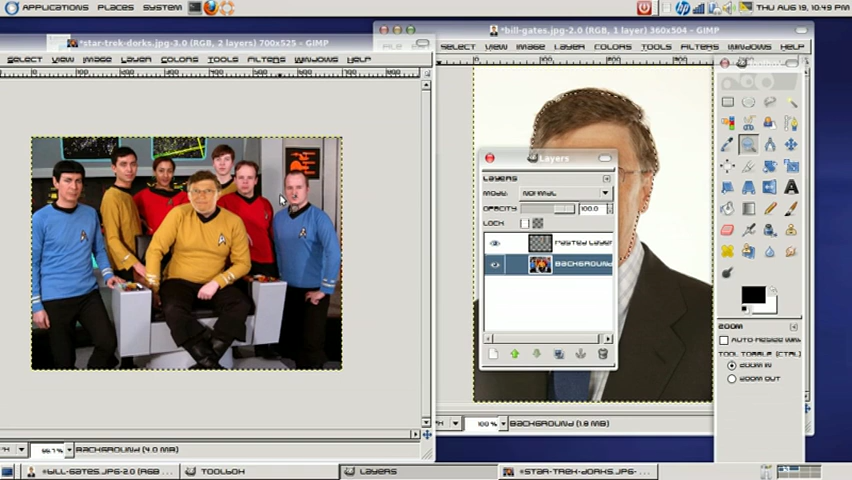 Applications Places System
Thu Aug 19, 10:49 PM
*bill-gates.jpg-2.0 (RGB, 1 layer) 360x504 – GIMP
*star-trek-dorks.jpg-3.0 (RGB, 2 layers) 700x525 – GIMP
Select View Image Layer Colors Tools Filters Windows Help
Select View Image Layer Colors Tools Filters Windows Help
Layers
Layers
Mode: Normal
Opacity: 100.0
Lock:
Pasted Layer
Background
Zoom
Tool Toggle (Ctrl)
Zoom in
Zoom out
100 % Background (1.8 MB)
Background (4.0 MB)
*bill-gates.jpg-2.0 (RGB
Toolbox
Layers
*star-trek-dorks.jpg-